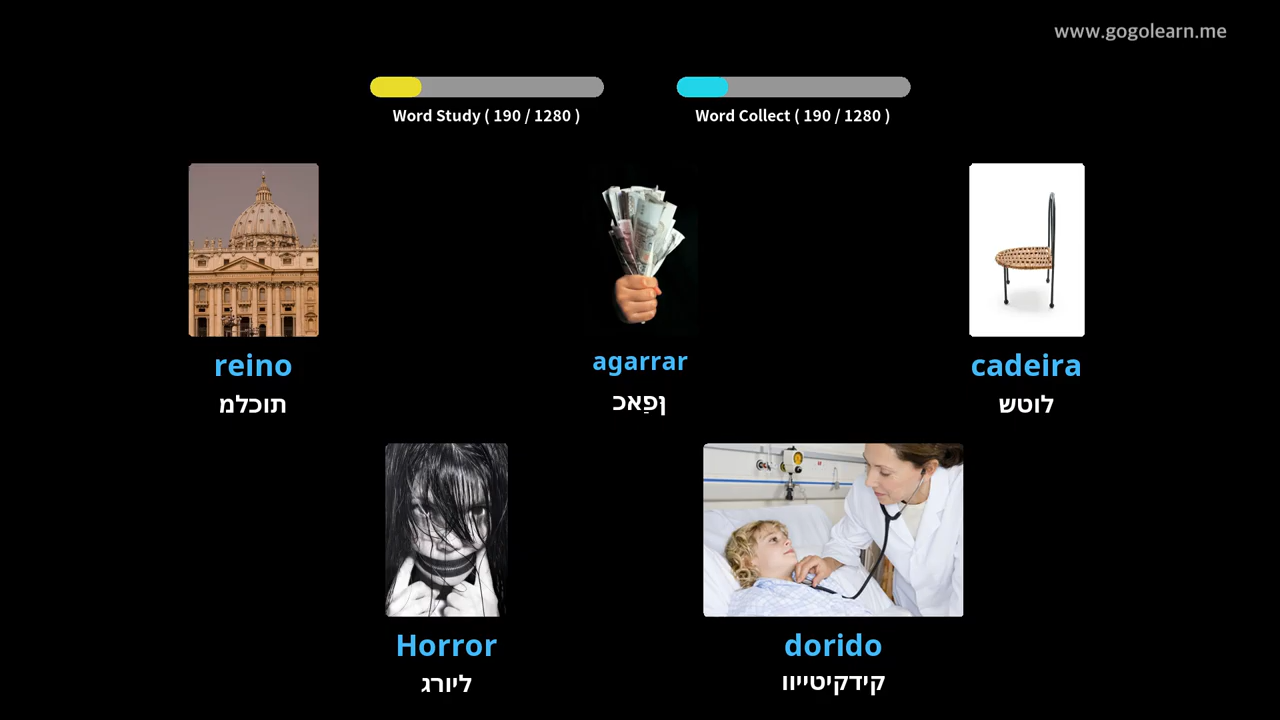 www.gogolearn.me
Word Study ( 190 / 1280 )
Word Collect ( 190 / 1280 )
reino
תוכלמ
agarrar
ןּפַאכ
cadeira
לוטש
Horror
ליורג
dorido
קידקיטייוו